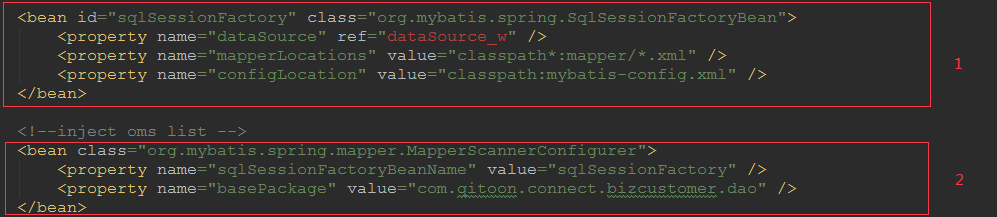 <bean id="sqlSessionFactory" class="org.mybatis.spring.SqlSessionFactoryBean">
<property name="dataSource" ref="dataSource_w" />
<property name="mapperLocations" value="classpath*:mapper/*.xml" />
<property name="configLocation" value="classpath:mybatis-config.xml" />
</bean>
1
<!--inject oms list -->
<bean class="org.mybatis.spring.mapper.MapperScannerConfigurer">
<property name="sqlSessionFactoryBeanName" value="sqlSessionFactory" />
<property name="basePackage" value="com.qitoon.connect.bizcustomer.dao" />
</bean>
2